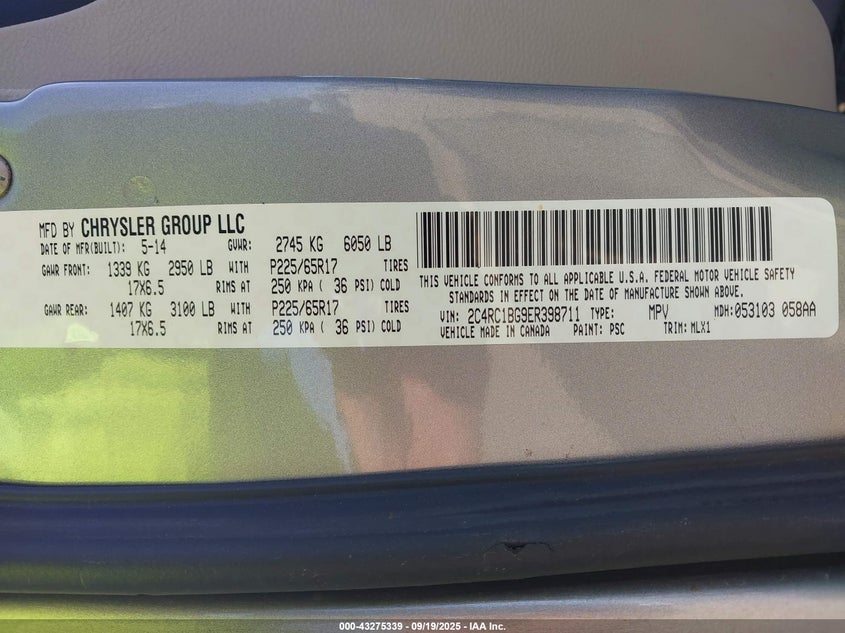 MFD BY CHRYSLER GROUP LLC
DATE OF MFR(BUILT): 5-14 GVWR: 2745 KG 6050 LB
GAWR FRONT: 1339 KG 2950 LB WITH P225/65R17 TIRES
17X6.5 RIMS AT 250 KPA ( 36 PSI) COLD
GAWR REAR: 1407 KG 3100 LB WITH P225/65R17 TIRES
17X6.5 RIMS AT 250 KPA ( 36 PSI) COLD
THIS VEHICLE CONFORMS TO ALL APPLICABLE U.S.A. FEDERAL MOTOR VEHICLE SAFETY
STANDARDS IN EFFECT ON THE DATE OF MANUFACTURE SHOWN ABOVE.
VIN: 2C4RC1BG9ER398711 TYPE: MPV MDH:053103 058AA
VEHICLE MADE IN CANADA PAINT: PSC TRIM: MLX1
000-43275339 - 09/19/2025 - IAA Inc.